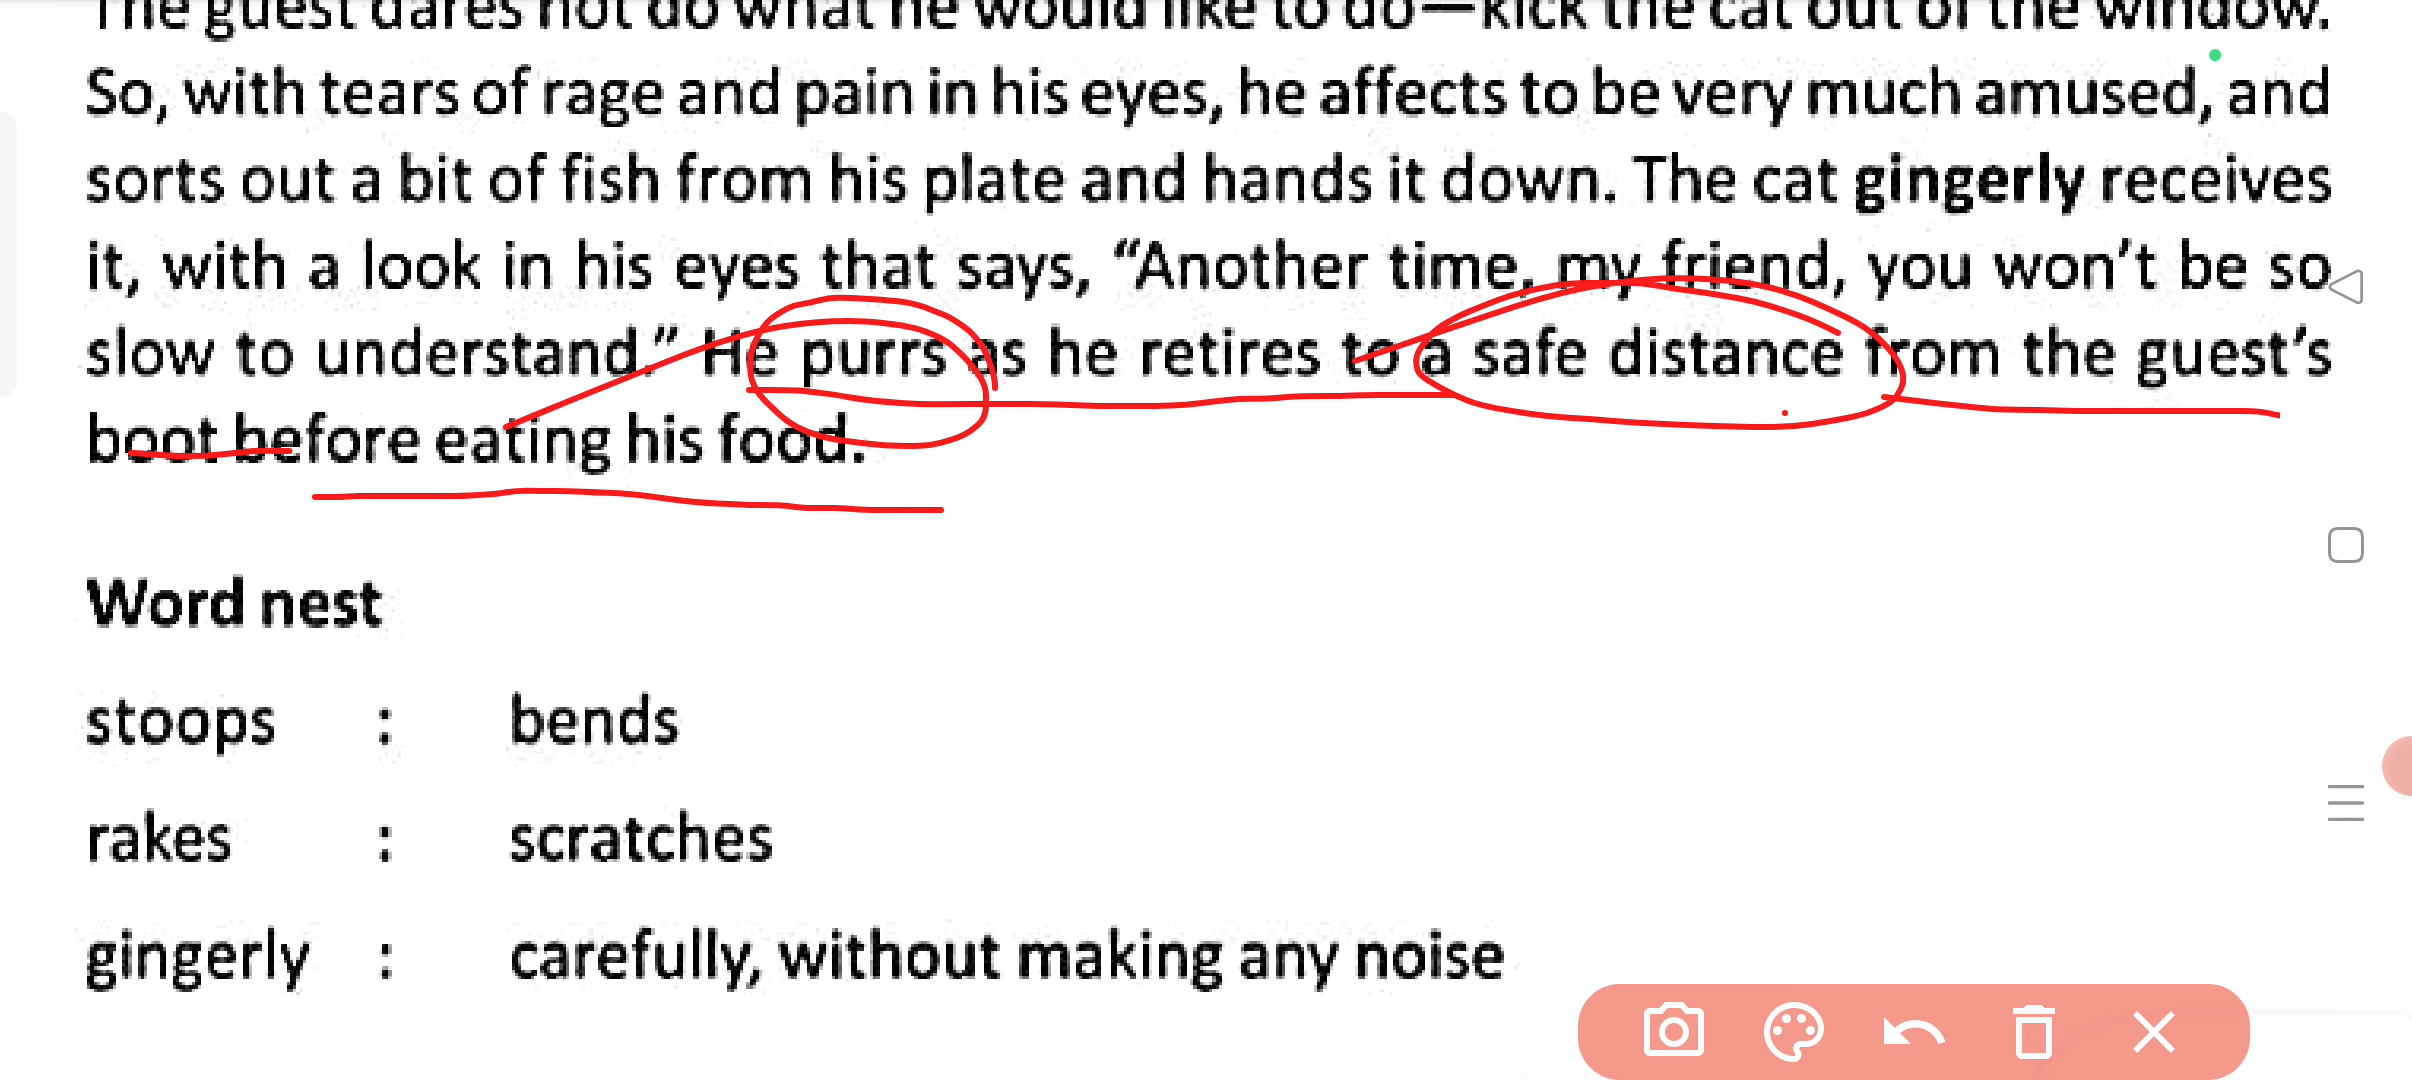 The guest dares not do what he would like to do—kick the cat out of the window.
So, with tears of rage and pain in his eyes, he affects to be very much amused, and
sorts out a bit of fish from his plate and hands it down. The cat gingerly receives
it, with a look in his eyes that says, “Another time, my friend, you won’t be so
slow to understand.” He purrs as he retires to a safe distance from the guest’s
boot before eating his food.
Word nest
stoops : bends
rakes : scratches
gingerly : carefully, without making any noise